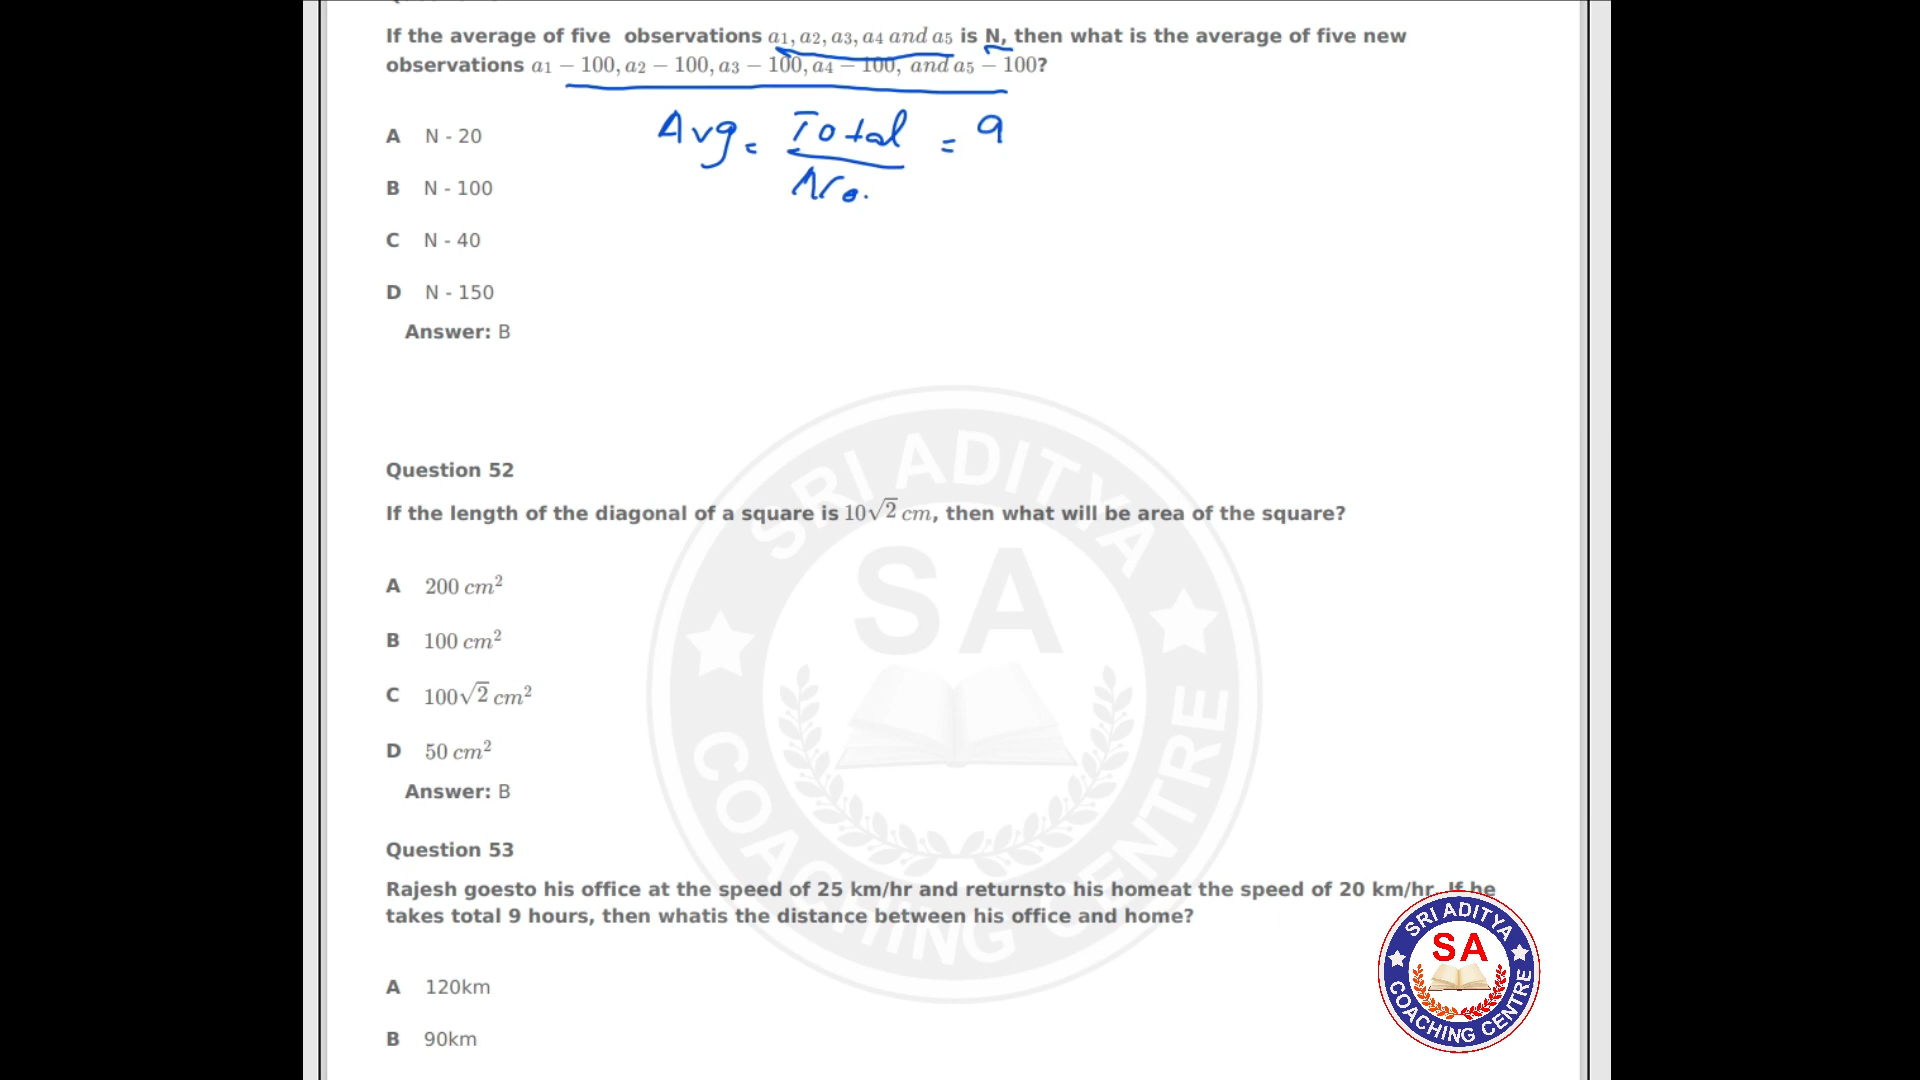 If the average of five observations a1, a2, a3, a4 and a5 is N, then what is the average of five new
observations a1 − 100, a2 − 100, a3 − 100, a4 − 100, and a5 − 100?
Avg = Total / No. = a
A N - 20
B N - 100
C N - 40
D N - 150
Answer: B
Question 52
If the length of the diagonal of a square is 10√2 cm, then what will be area of the square?
A 200 cm²
B 100 cm²
C 100√2 cm²
D 50 cm²
Answer: B
Question 53
Rajesh goesto his office at the speed of 25 km/hr and returnsto his homeat the speed of 20 km/hr. If he
takes total 9 hours, then whatis the distance between his office and home?
A 120km
B 90km
SRI ADITYA
SA
COACHING CENTRE
SRI ADITYA
SA
COACHING CENTRE